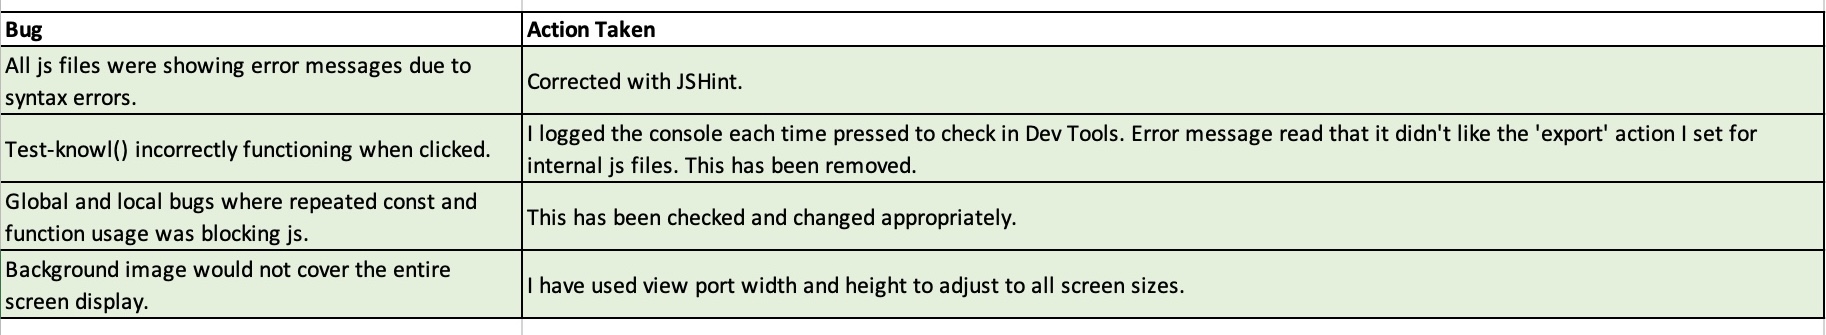 Bug
Action Taken
All js files were showing error messages due to
syntax errors.
Corrected with JSHint.
Test-knowl() incorrectly functioning when clicked.
I logged the console each time pressed to check in Dev Tools. Error message read that it didn't like the 'export' action I set for
internal js files. This has been removed.
Global and local bugs where repeated const and
function usage was blocking js.
This has been checked and changed appropriately.
Background image would not cover the entire
screen display.
I have used view port width and height to adjust to all screen sizes.